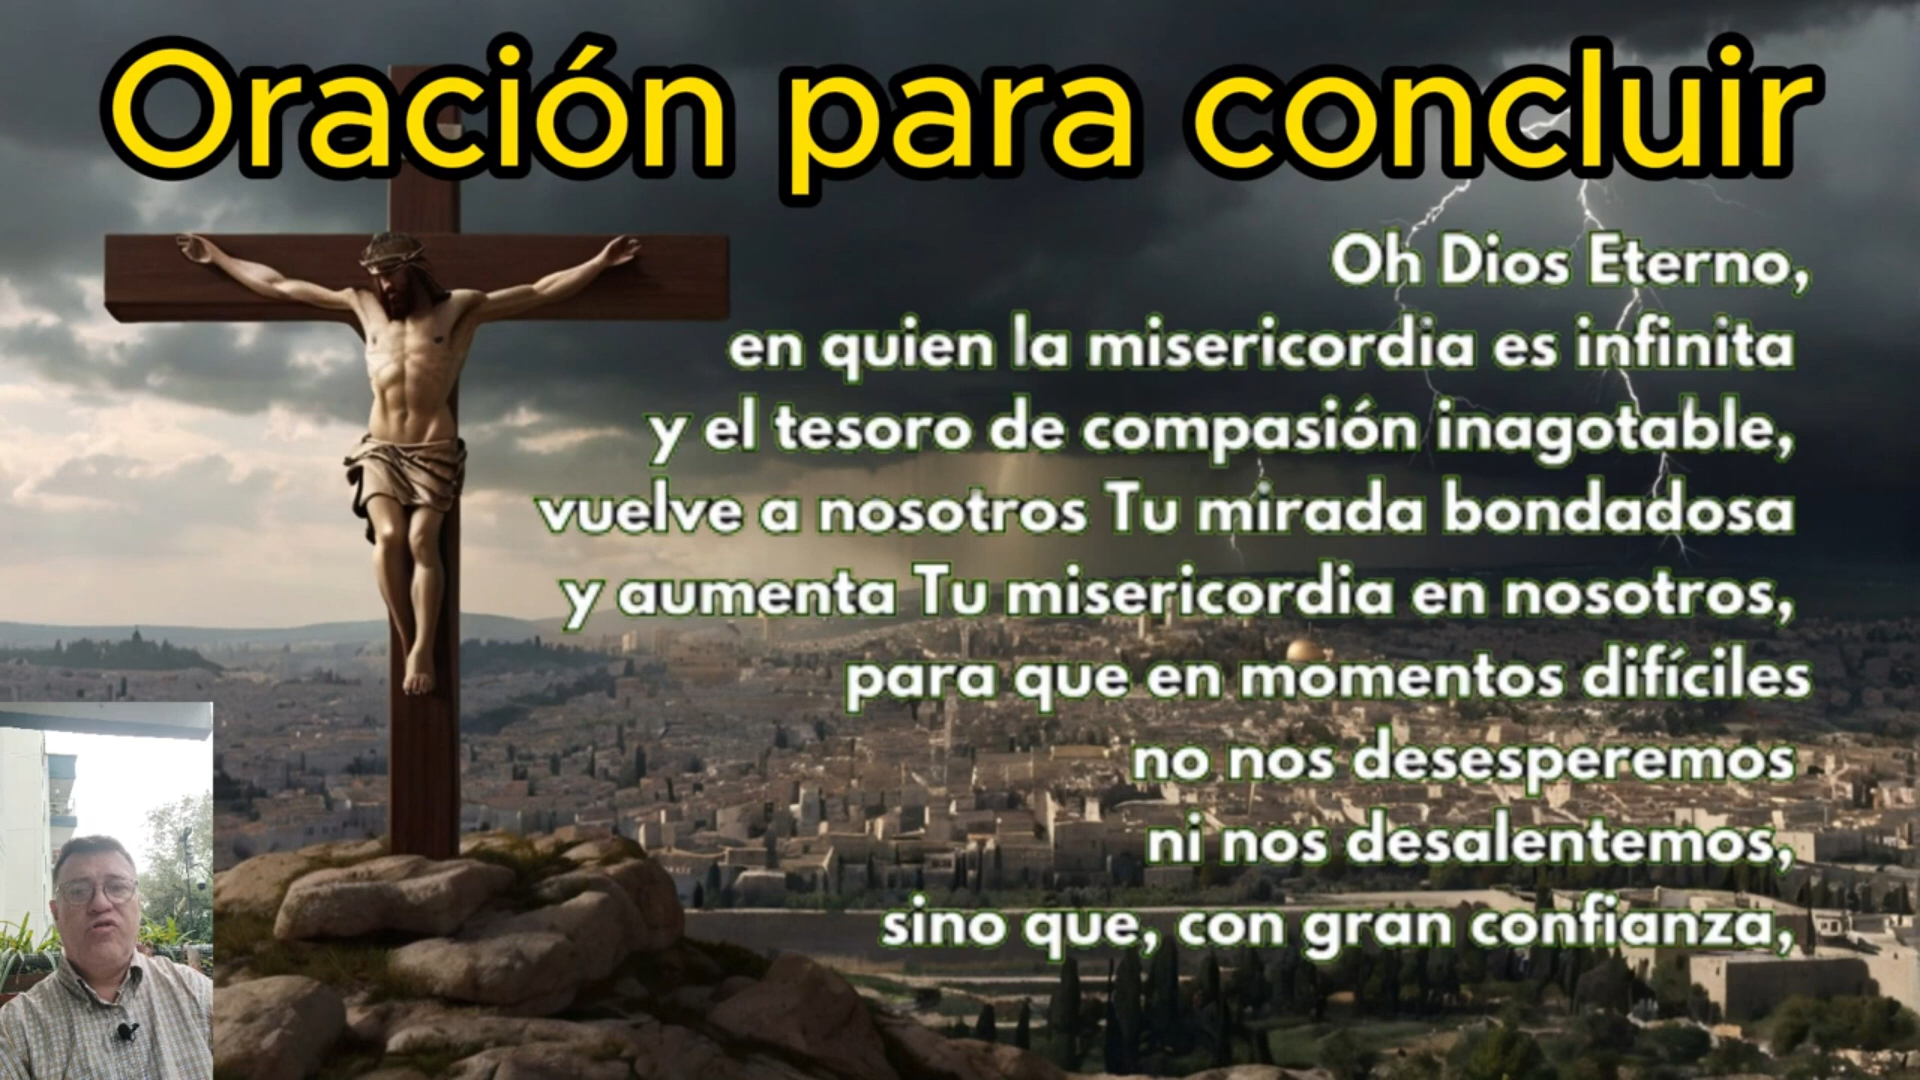 Oración para concluir
Oh Dios Eterno,
en quien la misericordia es infinita
y el tesoro de compasión inagotable,
vuelve a nosotros Tu mirada bondadosa
y aumenta Tu misericordia en nosotros,
para que en momentos difíciles
no nos desesperemos
ni nos desalentemos,
sino que, con gran confianza,